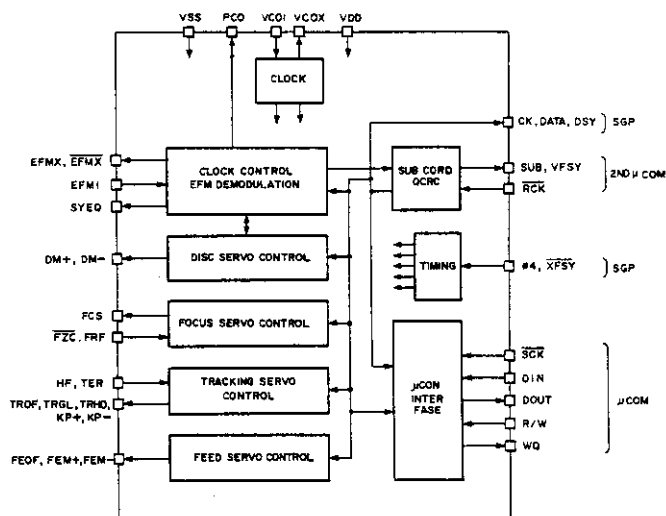 VSS PCO VCOI VCOX VDD
CLOCK
CK, DATA, DSY } SGP
EFMX, EFMX
EFMI
SYEQ
CLOCK CONTROL
EFM DEMODULATION
SUB CORD
QCRC
SUB, VFSY
RCK
} 2ND μCOM
DM+, DM-
DISC SERVO CONTROL
TIMING
#4, XFSY } SGP
FCS
FZC, FRF
FOCUS SERVO CONTROL
HF, TER
TROF, TRGL, TRHD,
KP+, KP-
TRACKING SERVO
CONTROL
μCON
INTER
FASE
SCK
DIN
DOUT
R/W
WQ
} μCOM
FEOF, FEM+, FEM-
FEED SERVO CONTROL